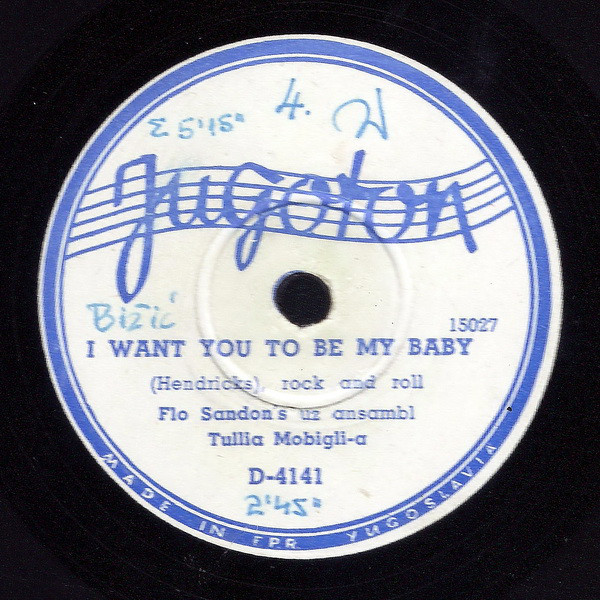 4.
Σ 5'15"
Jugoton
Bižić
15027
I WANT YOU TO BE MY BABY
(Hendricks), rock and roll
Flo Sandon's uz ansambl
Tullia Mobigli-a
D-4141
2'45"
MADE IN FPR YUGOSLAVIA